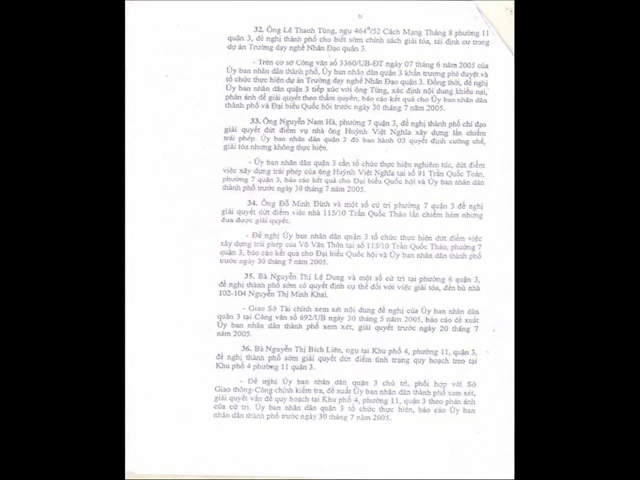 32. Ông Lê Thanh Tùng, ngụ 464B/52 Cách Mạng Tháng 8 phường 11
quận 3, đề nghị thành phố cho biết sớm chính sách giải tỏa, tái định cư trong
dự án Trường dạy nghề Nhân Đạo quận 3.
- Trên cơ sở Công văn số 3360/UB-ĐT ngày 07 tháng 6 năm 2005 của
Ủy ban nhân dân thành phố, Ủy ban nhân dân quận 3 khẩn trương phê duyệt và
tổ chức thực hiện dự án Trường dạy nghề Nhân Đạo quận 3. Đồng thời, đề nghị
Ủy ban nhân dân quận 3 tiếp xúc với ông Tùng, xác định nội dung khiếu nại,
phản ánh để giải quyết theo thẩm quyền, báo cáo kết quả cho Ủy ban nhân dân
thành phố và Đại biểu Quốc hội trước ngày 30 tháng 7 năm 2005.
33. Ông Nguyễn Nam Hà, phường 7 quận 3, đề nghị thành phố chỉ đạo
giải quyết dứt điểm vụ nhà ông Huỳnh Việt Nghĩa xây dựng lấn chiếm
trái phép. Ủy ban nhân dân quận 3 đã ban hành 03 quyết định cưỡng chế,
giải tỏa nhưng không thực hiện.
- Ủy ban nhân dân quận 3 cần tổ chức thực hiện nghiêm túc, dứt điểm
việc xây dựng trái phép của ông Huỳnh Việt Nghĩa tại số 91 Trần Quốc Toản,
phường 7 quận 3, báo cáo kết quả cho Đại biểu Quốc hội và Ủy ban nhân dân
thành phố trước ngày 30 tháng 7 năm 2005.
34. Ông Đỗ Minh Đính và một số cử tri phường 7 quận 3 đề nghị
giải quyết dứt điểm việc nhà 115/10 Trần Quốc Thảo lấn chiếm hẻm nhưng
chưa được giải quyết.
- Đề nghị Ủy ban nhân dân quận 3 tổ chức thực hiện dứt điểm việc
xây dựng trái phép của Võ Văn Thôn tại số 115/10 Trần Quốc Thảo, phường 7
quận 3, báo cáo kết quả cho Đại biểu Quốc hội và Ủy ban nhân dân thành phố
trước ngày 30 tháng 7 năm 2005.
35. Bà Nguyễn Thị Lệ Dung và một số cử tri tại phường 6 quận 3,
đề nghị thành phố sớm có quyết định cụ thể đối với việc giải tỏa, đền bù nhà
102-104 Nguyễn Thị Minh Khai.
- Giao Sở Tài chính xem xét nội dung đề nghị của Ủy ban nhân dân
quận 3 tại Công văn số 692/UB ngày 30 tháng 5 năm 2005, báo cáo đề xuất
Ủy ban nhân dân thành phố xem xét, giải quyết trước ngày 20 tháng 7
năm 2005.
36. Bà Nguyễn Thị Bích Liên, ngụ tại Khu phố 4, phường 11, quận 3,
đề nghị thành phố sớm giải quyết dứt điểm tình trạng quy hoạch treo tại
Khu phố 4 phường 11 quận 3.
- Đề nghị Ủy ban nhân dân quận 3 chủ trì, phối hợp với Sở
Giao thông-Công chính kiểm tra, đề xuất Ủy ban nhân dân thành phố xem xét,
giải quyết vấn đề quy hoạch tại Khu phố 4, phường 11, quận 3 theo phản ánh
của cử tri. Ủy ban nhân dân quận 3 tổ chức thực hiện, báo cáo Ủy ban
nhân dân thành phố trước ngày 30 tháng 7 năm 2005.